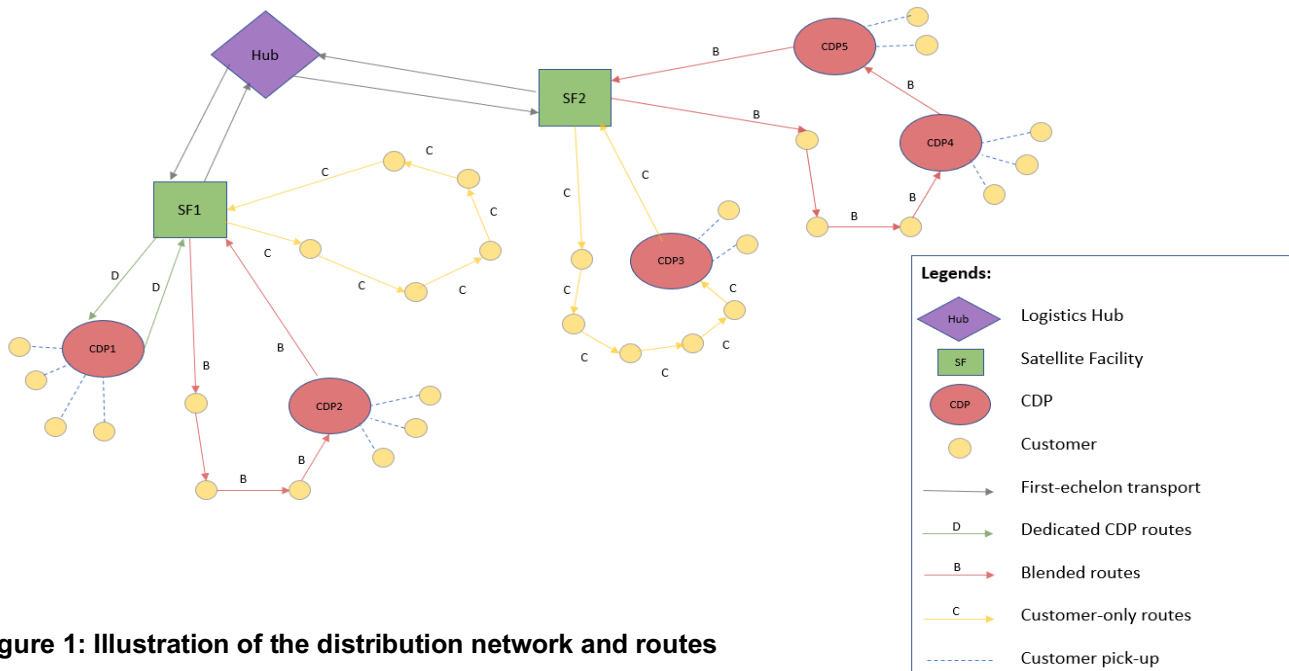 Hub
SF1
SF2
CDP1
CDP2
CDP3
CDP4
CDP5
D
D
B
B
B
B
C
C
C
C
C
C
C
C
C
C
C
C
C
B
B
B
B
B
Legends:
Hub Logistics Hub
SF Satellite Facility
CDP CDP
Customer
First-echelon transport
D Dedicated CDP routes
B Blended routes
C Customer-only routes
Customer pick-up
gure 1: Illustration of the distribution network and routes